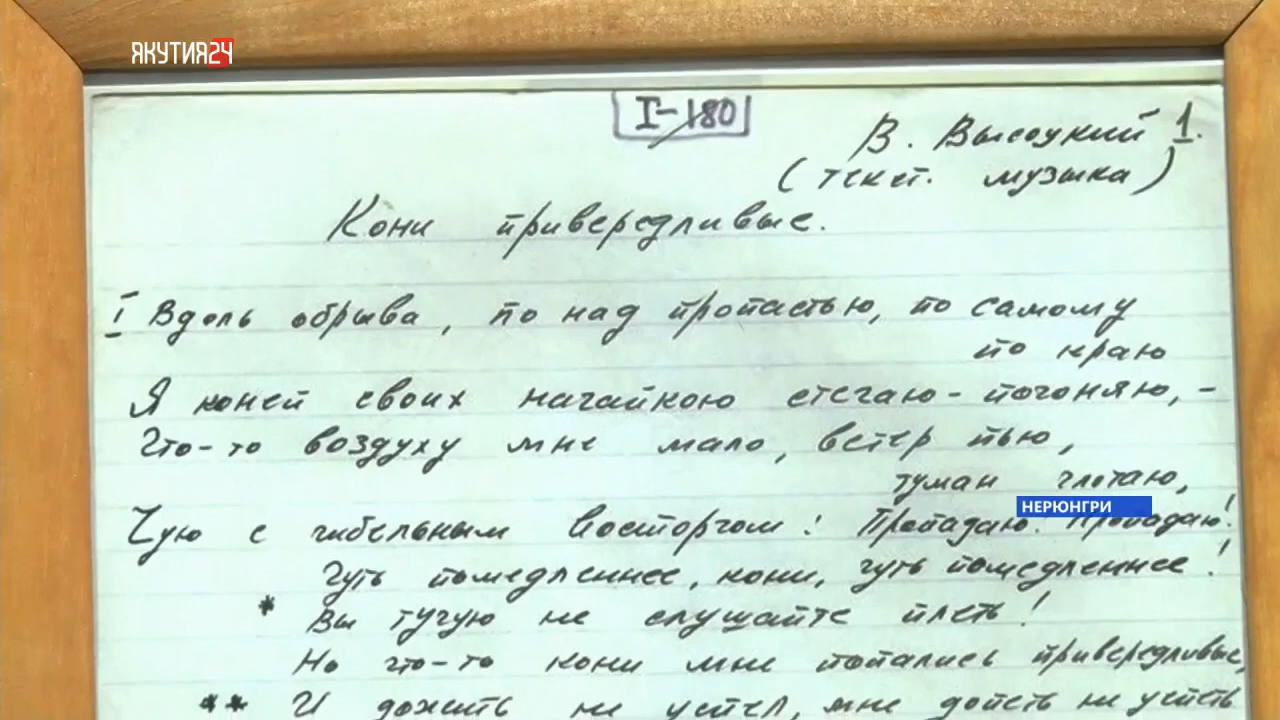 ЯКУТИЯ24
I-180
В. Высоцкий 1.
(текст. музыка)
Кони привередливые.
I Вдоль обрыва, по над пропастью, по самому
по краю
Я коней своих нагайкою стегаю-погоняю,-
Что-то воздуху мне мало, ветер пью,
туман глотаю,
НЕРЮНГРИ
Чую с гибельным восторгом: Пропадаю! Пропадаю!
Чуть помедленнее, кони, чуть помедленнее!
* Вы тугую не слушайте плеть!
Но что-то кони мне попались привередливые,
** И дожить не успел, мне допеть не успеть